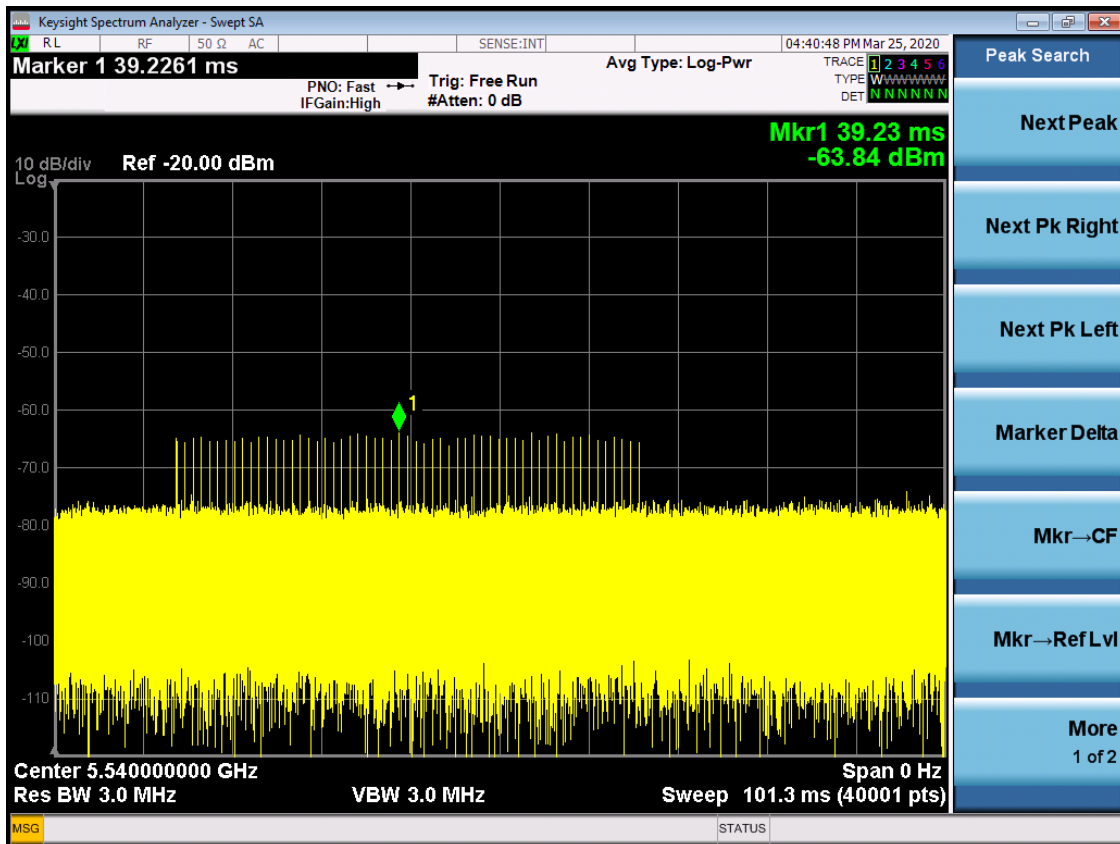 Keysight Spectrum Analyzer - Swept SA
LXI RL RF 50 Ω AC SENSE:INT 04:40:48 PM Mar 25, 2020
Marker 1 39.2261 ms
PNO: Fast
IFGain:High
Trig: Free Run
#Atten: 0 dB
Avg Type: Log-Pwr
TRACE 1 2 3 4 5 6
TYPE WWWWWW
DET N N N N N N
Mkr1 39.23 ms
-63.84 dBm
10 dB/div Ref -20.00 dBm
Log
-30.0
-40.0
-50.0
-60.0
-70.0
-80.0
-90.0
-100
-110
1
Center 5.540000000 GHz Span 0 Hz
Res BW 3.0 MHz VBW 3.0 MHz Sweep 101.3 ms (40001 pts)
MSG STATUS
Peak Search
Next Peak
Next Pk Right
Next Pk Left
Marker Delta
Mkr→CF
Mkr→Ref Lvl
More
1 of 2